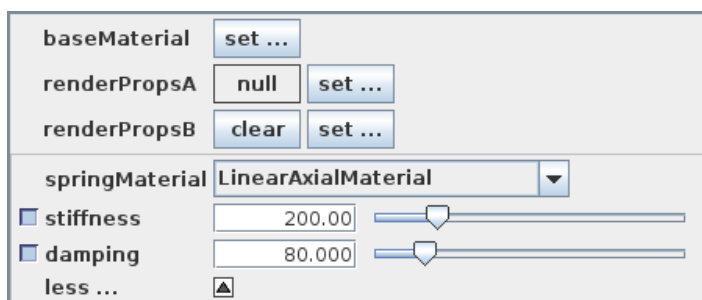 baseMaterial set ...
renderPropsA null set ...
renderPropsB clear set ...
springMaterial LinearAxialMaterial
stiffness 200.00
damping 80.000
less ...